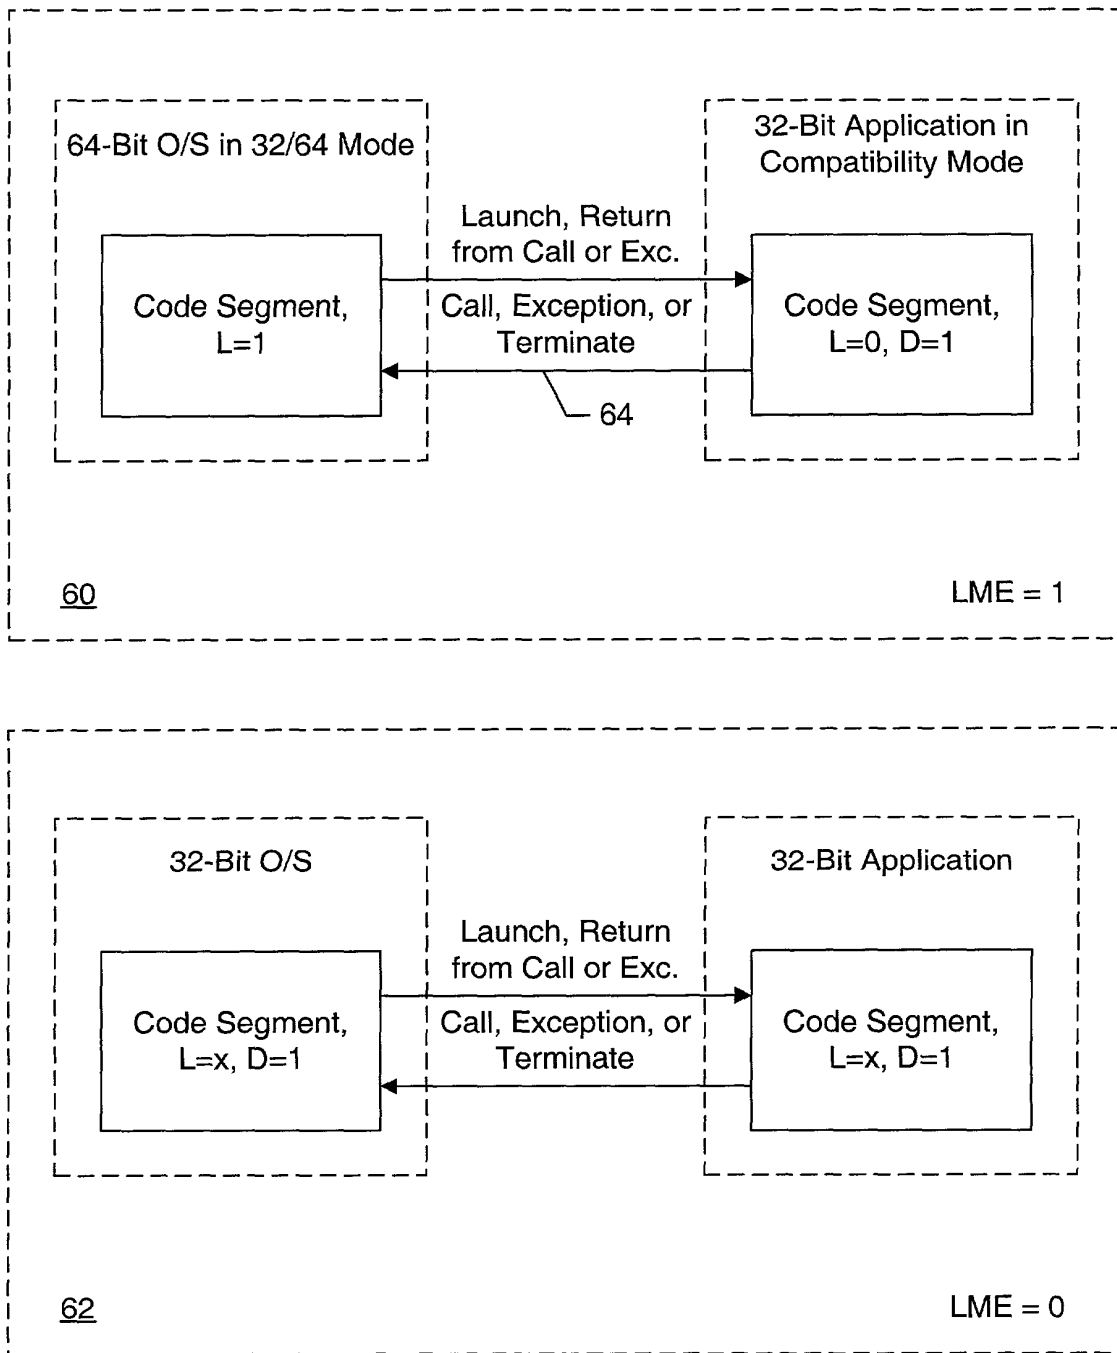 64-Bit O/S in 32/64 Mode
32-Bit Application in
Compatibility Mode
Launch, Return
from Call or Exc.
Code Segment,
L=1
Call, Exception, or
Terminate
Code Segment,
L=0, D=1
64
60
LME = 1
32-Bit O/S
32-Bit Application
Launch, Return
from Call or Exc.
Code Segment,
L=x, D=1
Call, Exception, or
Terminate
Code Segment,
L=x, D=1
62
LME = 0